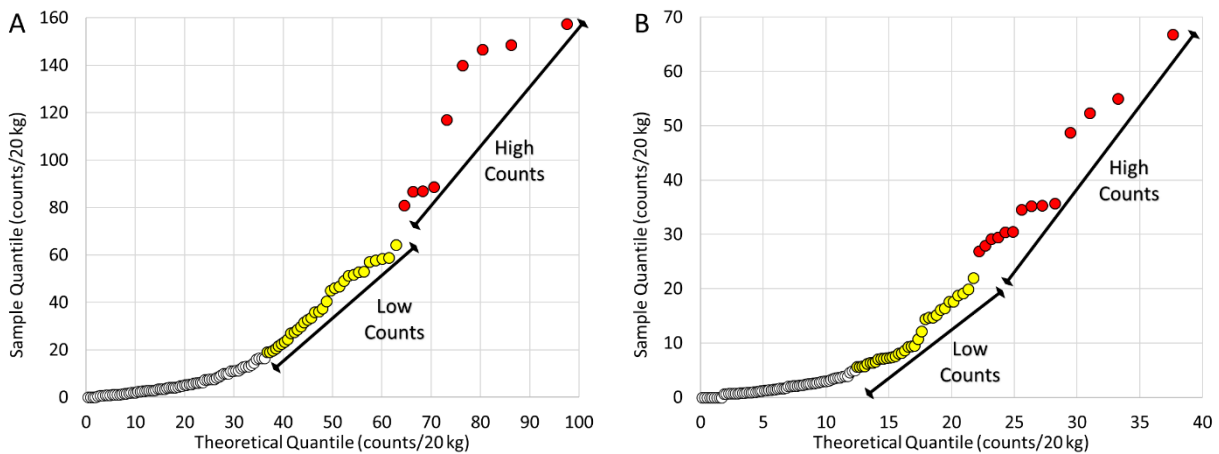 A
Sample Quantile (counts/20 kg)
160
140
120
100
80
60
40
20
0
High
Counts
Low
Counts
0 10 20 30 40 50 60 70 80 90 100
Theoretical Quantile (counts/20 kg)
B
Sample Quantile (counts/20 kg)
70
60
50
40
30
20
10
0
High
Counts
Low
Counts
0 5 10 15 20 25 30 35 40
Theoretical Quantile (counts/20 kg)